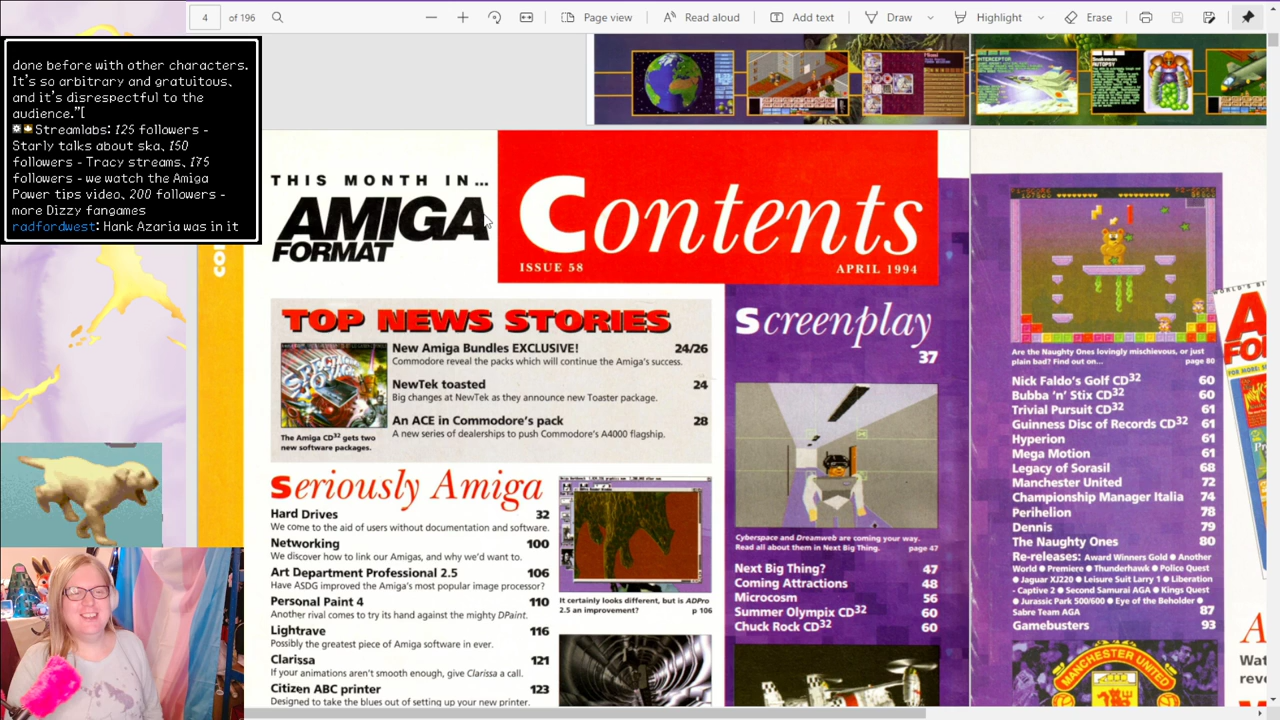 4 of 196
Page view
Read aloud
Add text
Draw
Highlight
Erase
before with other characters.
It's so arbitrary and gratuitous,
and it's disrespectful to the
audience.""
Streamlabs: 128 followers -
Starly talks about ska, 150
followers - Tracy streams, 175
followers - we watch the Amiga
Power tips video, 200 followers -
more Dizzy fangames
radfordwest: Hank Azaria was in it
THIS MONTH IN...
AMIGA
FORMAT
Contents
ISSUE 58
APRIL 1994
TOP NEWS STORIES
New Amiga Bundles EXCLUSIVE! 24/26
Commodore reveal the packs which will continue the Amiga's success.
NewTek toasted 24
Big changes at NewTek as they announce new Toaster package.
An ACE in Commodore's pack 28
A new series of dealerships to push Commodore's A4000 flagship.
The Amiga CD32 gets two
new software packages.
Seriously Amiga
Hard Drives 32
We come to the aid of users without documentation and software.
Networking 100
We discover how to link our Amigas, and why we'd want to.
Art Department Professional 2.5 106
Have ASDG improved the Amiga's most popular image processor?
Personal Paint 4 110
Another rival comes to try its hand against the mighty DPaint.
Lightrave 116
Possibly the greatest piece of Amiga software in ever.
Clarissa 121
If your animations aren't smooth enough, give Clarissa a call.
Citizen ABC printer 123
Designed to take the blues out of setting up your new printer.
It certainly looks different, but is ADPro
2.5 an improvement? p 106
Screenplay
37
Cyberspace and Dreamweb are coming your way.
Read all about them in Next Big Thing. page 47
Next Big Thing? 47
Coming Attractions 48
Microcosm 56
Summer Olympix CD32 60
Chuck Rock CD32 60
INTERCEPTOR
AUTOPSY
Are the Naughty Ones lovingly mischievous, or just
plain bad? Find out on... page 80
Nick Faldo's Golf CD32 60
Bubba 'n' Stix CD32 60
Trivial Pursuit CD32 61
Guinness Disc of Records CD32 61
Hyperion 61
Mega Motion 61
Legacy of Sorasil 68
Manchester United 72
Championship Manager Italia 74
Perihelion 78
Dennis 79
The Naughty Ones 80
Re-releases: Award Winners Gold ● Another
World ● Premiere ● Thunderhawk ● Police Quest
● Jaguar XJ220 ● Leisure Suit Larry 1 ● Liberation
- Captive 2 ● Second Samurai AGA ● Kings Quest
● Jurassic Park 500/600 ● Eye of the Beholder ●
Sabre Team AGA 87
Gamebusters 93
MANCHESTER UNITED